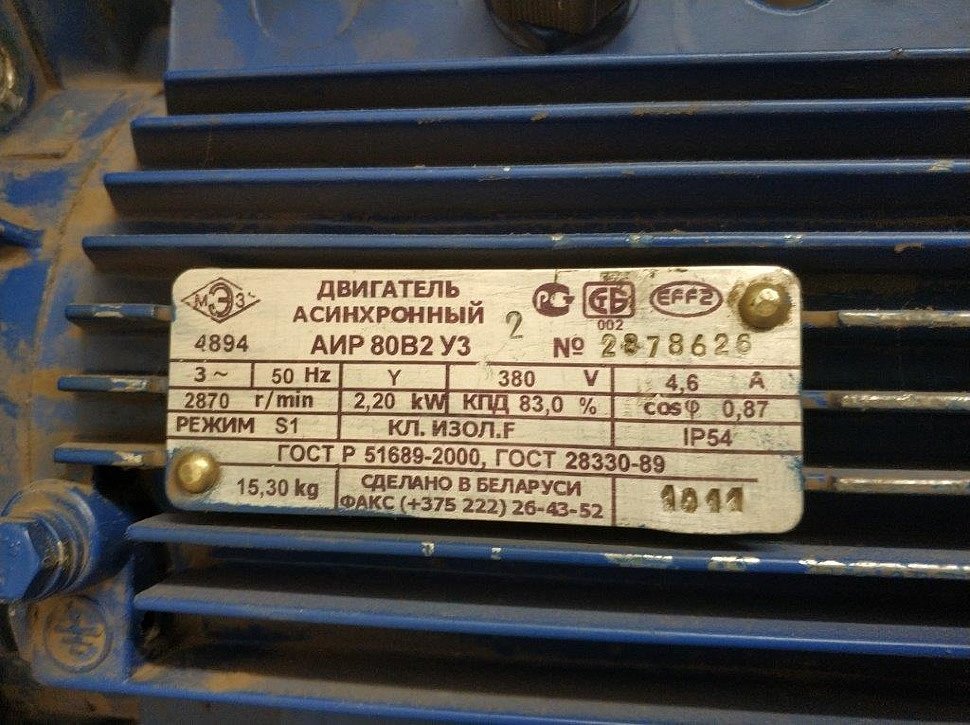 МЭЗ
ДВИГАТЕЛЬ
АСИНХРОННЫЙ
2
РС
СТБ
002
EFF2
4894
АИР 80В2 У3
№ 2878626
3 ~ 50 Hz Y 380 V 4,6 A
2870 r/min 2,20 kW КПД 83,0 % cosφ 0,87
РЕЖИМ S1 КЛ. ИЗОЛ.F IP54
ГОСТ Р 51689-2000, ГОСТ 28330-89
15,30 kg
СДЕЛАНО В БЕЛАРУСИ
ФАКС (+375 222) 26-43-52
1011